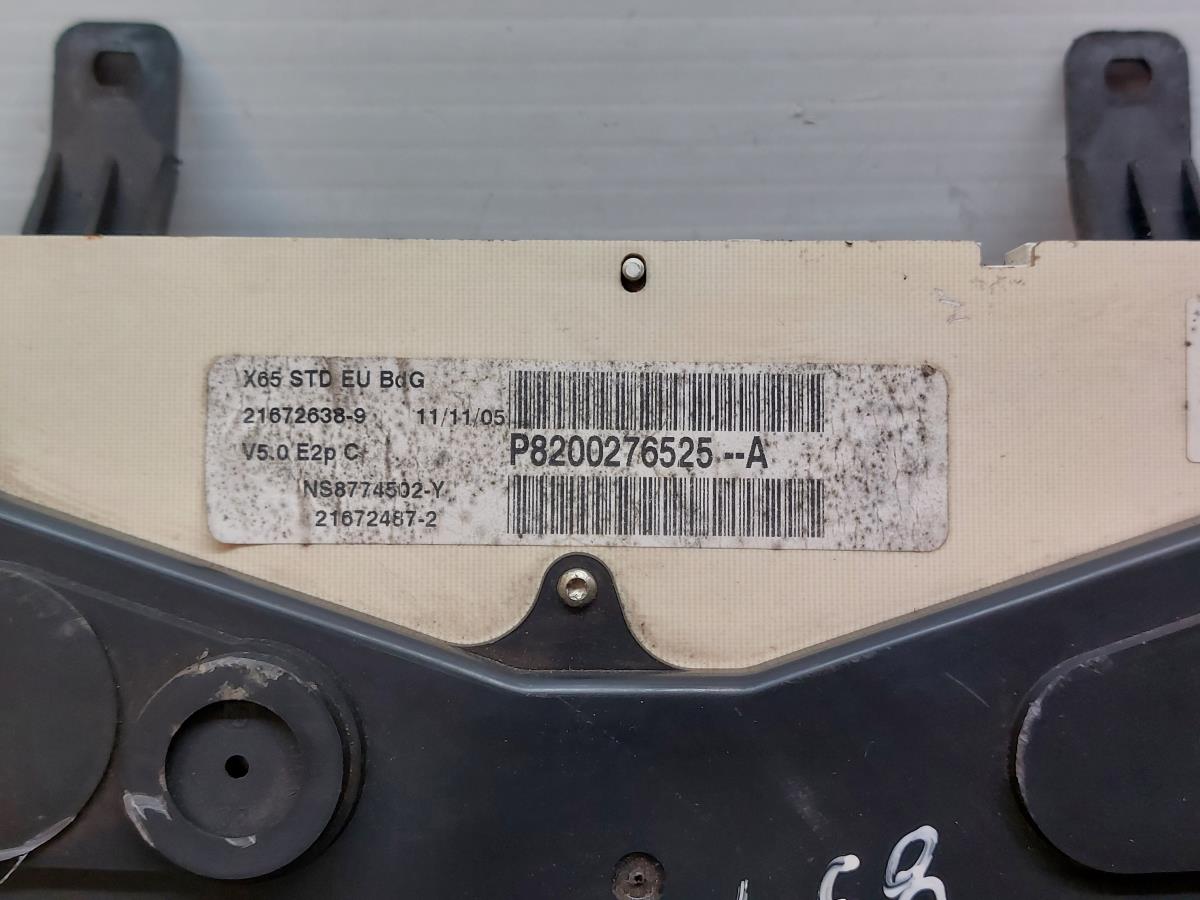 X65 STD EU BdG
21672638-9 11/11/05
P8200276525--A
V5.0 E2p C
NS8774502-Y
21672487-2